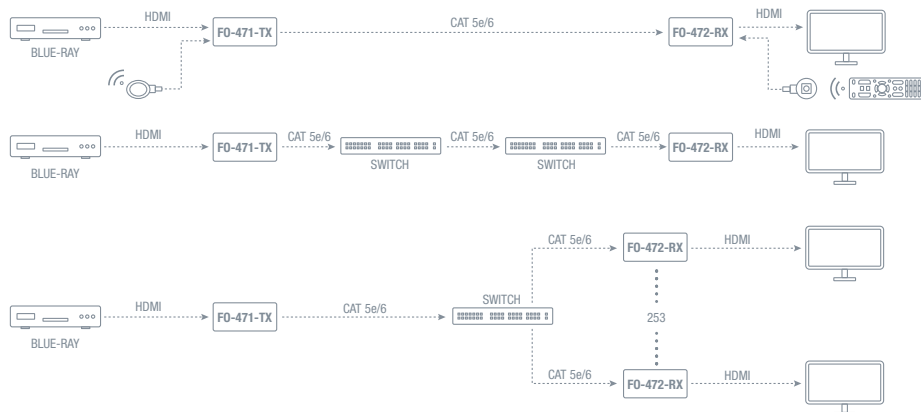 HDMI
CAT 5e/6
HDMI
FO-471-TX
FO-472-RX
BLUE-RAY
HDMI
CAT 5e/6
CAT 5e/6
CAT 5e/6
HDMI
FO-471-TX
FO-472-RX
SWITCH
SWITCH
BLUE-RAY
CAT 5e/6
FO-472-RX
HDMI
HDMI
CAT 5e/6
SWITCH
FO-471-TX
253
BLUE-RAY
CAT 5e/6
FO-472-RX
HDMI